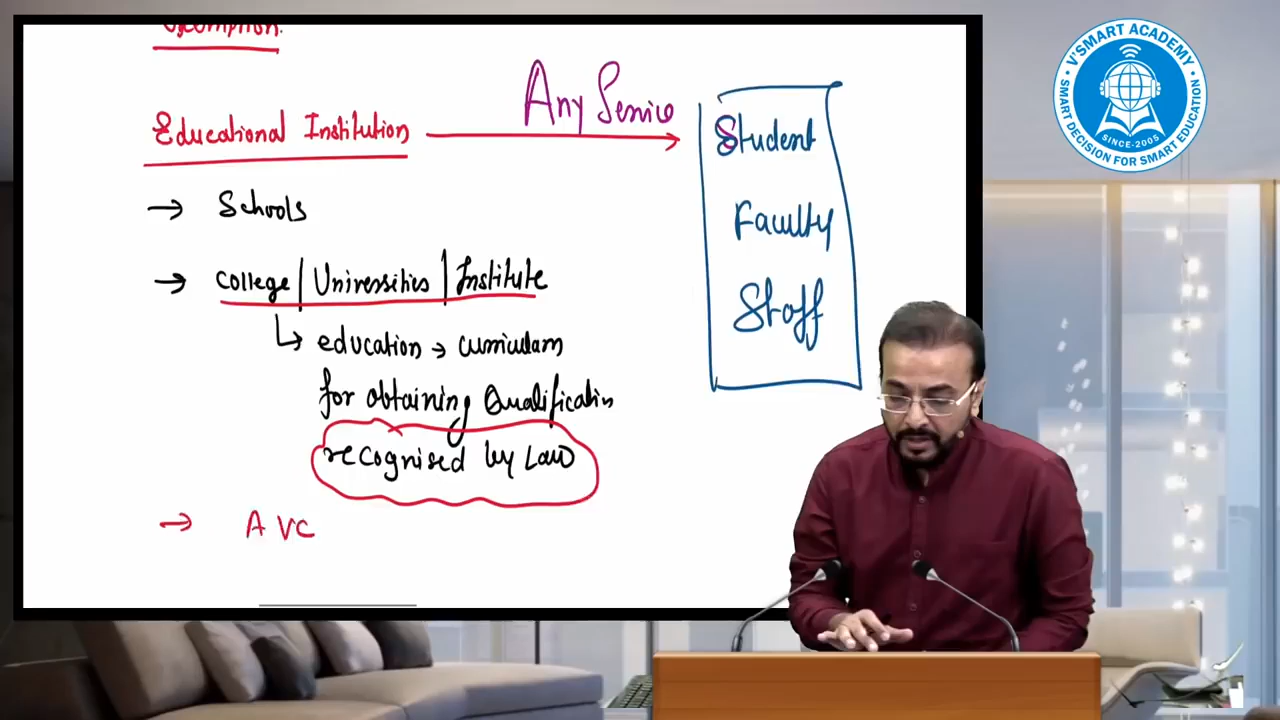 Exemption.
Educational Institution
Any Service
Student
Faculty
Staff
→ Schools
→ College | Universities | Institute
↳ education → curriculam
for obtaining Qualification
recognised by Law
→ AVC
V'SMART ACADEMY
SINCE-2005
SMART DECISION FOR SMART EDUCATION